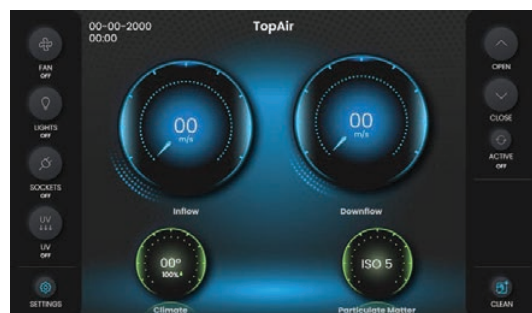 00-00-2000
00:00
TopAir
FAN
OFF
LIGHTS
OFF
SOCKETS
OFF
UV
UV
OFF
SETTINGS
00
m/s
Inflow
00
m/s
Downflow
00°
100%
Climate
ISO 5
Particulate Matter
OPEN
CLOSE
ACTIVE
OFF
CLEAN